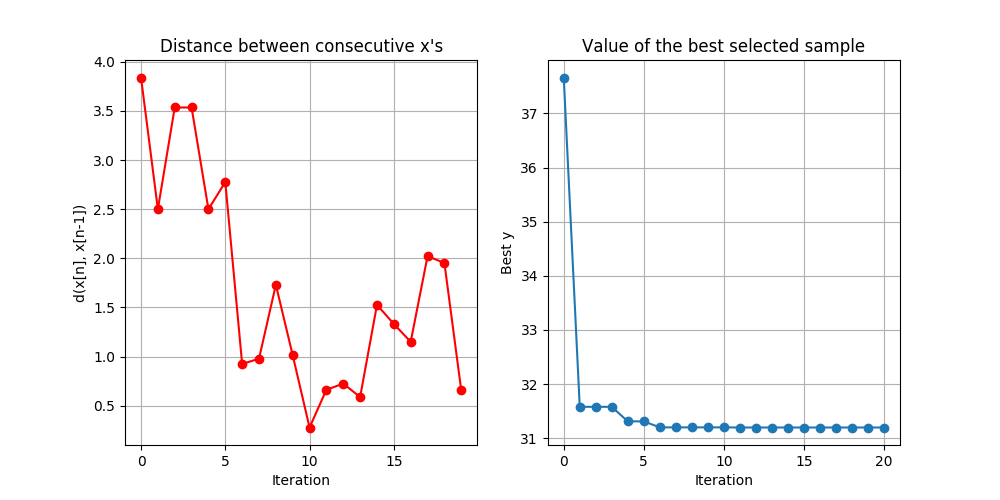 Distance between consecutive x's
4.0
3.5
3.0
2.5
2.0
1.5
1.0
0.5
d(x[n], x[n-1])
0 5 10 15
Iteration
Value of the best selected sample
37
36
35
34
33
32
31
Best y
0 5 10 15 20
Iteration